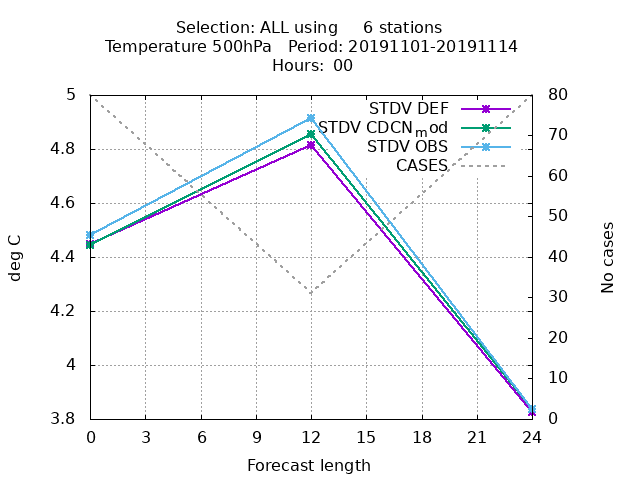 Selection: ALL using     6 stations
Temperature 500hPa   Period: 20191101-20191114
Hours: 00
STDV DEF
STDV CDCN_mod
STDV OBS
CASES
5
4.8
4.6
4.4
4.2
4
3.8
deg C
80
70
60
50
40
30
20
10
0
No cases
0 3 6 9 12 15 18 21 24
Forecast length